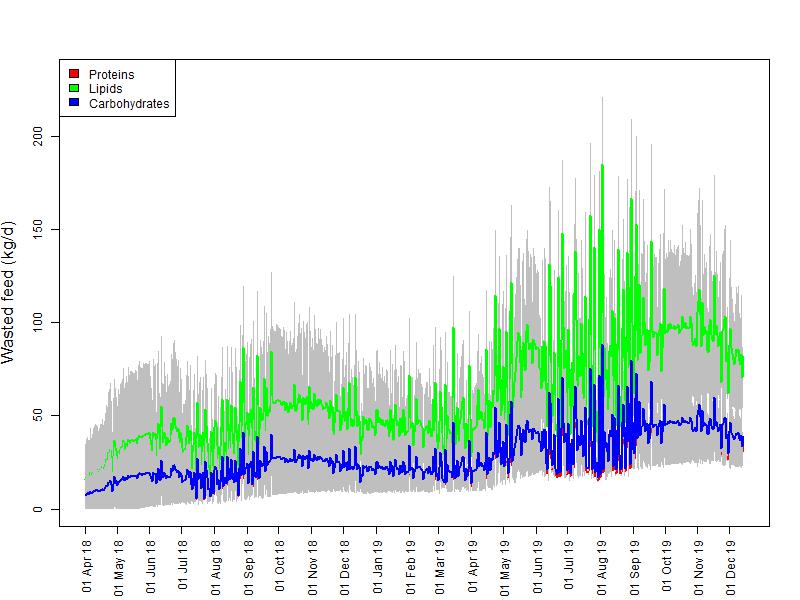 Proteins
Lipids
Carbohydrates
Wasted feed (kg/d)
200
150
100
50
0
01 Apr 18
01 May 18
01 Jun 18
01 Jul 18
01 Aug 18
01 Sep 18
01 Oct 18
01 Nov 18
01 Dec 18
01 Jan 19
01 Feb 19
01 Mar 19
01 Apr 19
01 May 19
01 Jun 19
01 Jul 19
01 Aug 19
01 Sep 19
01 Oct 19
01 Nov 19
01 Dec 19